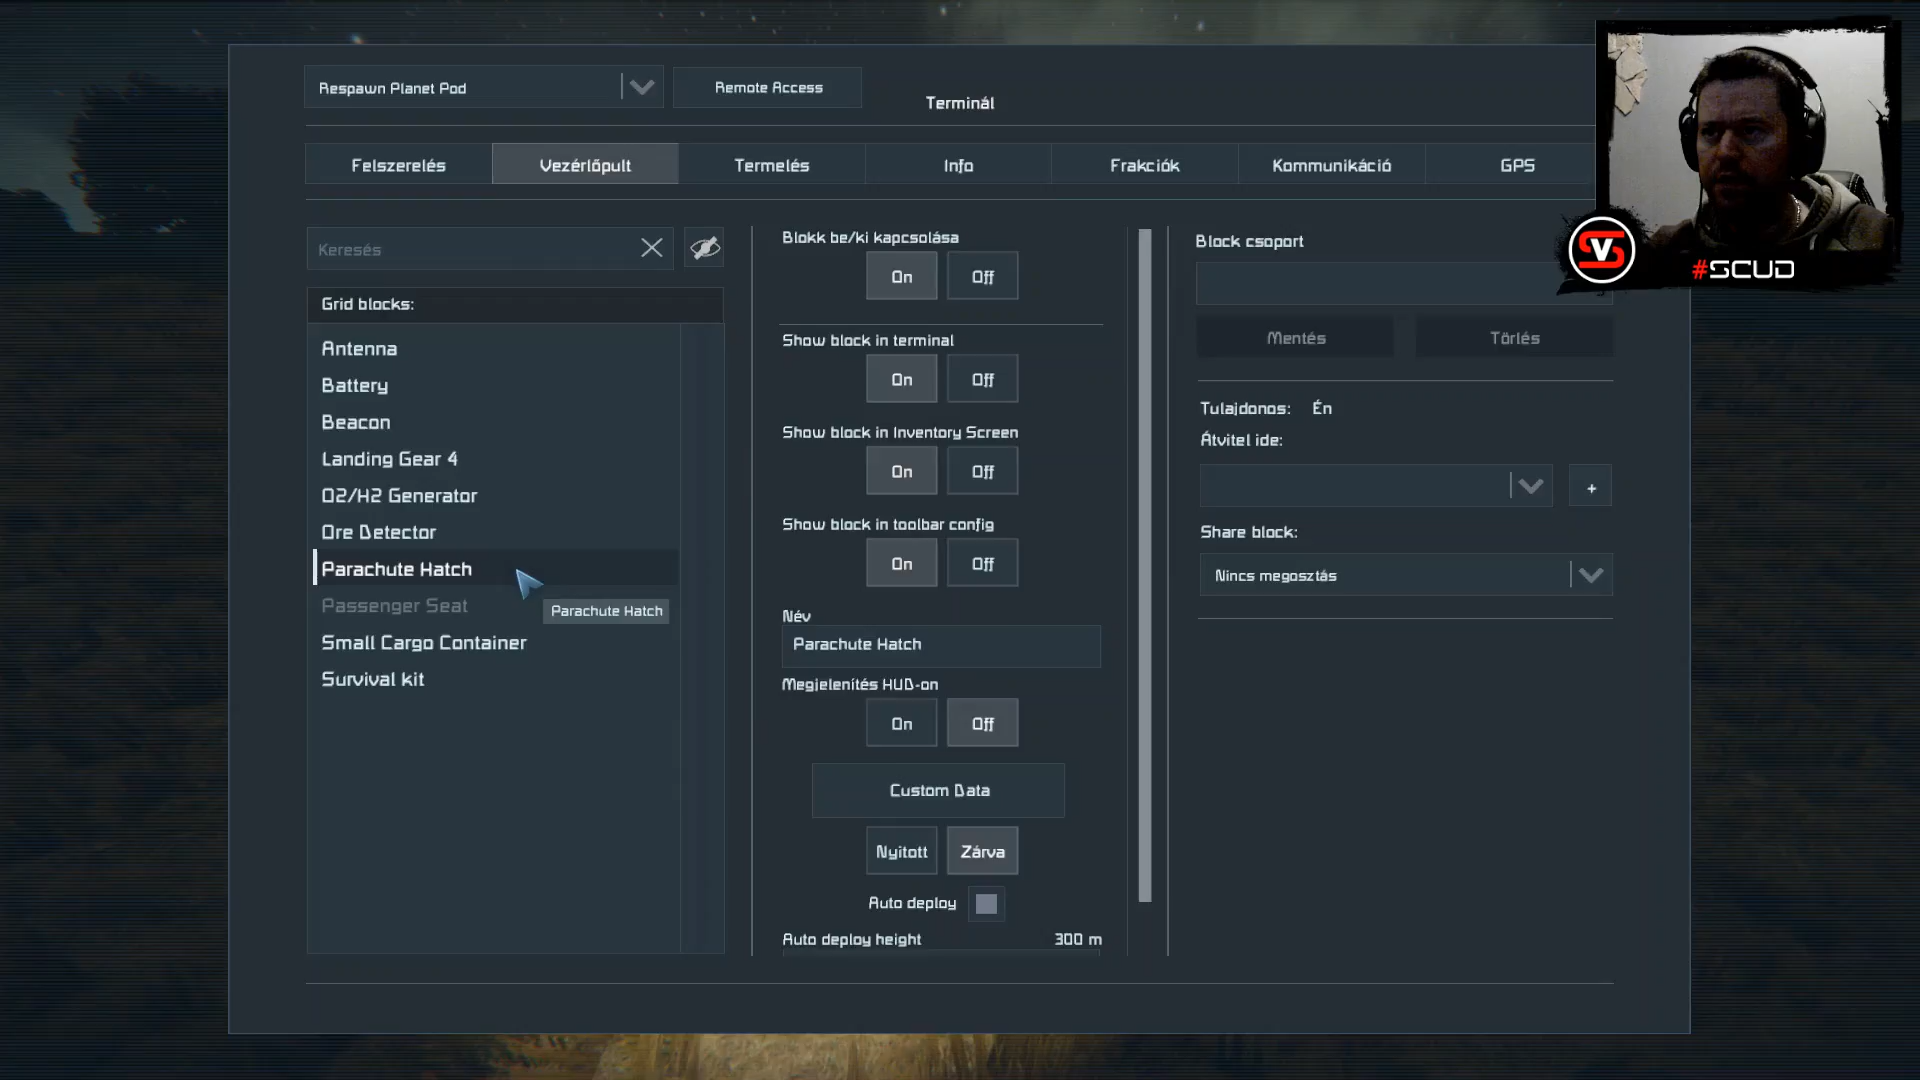 Respawn Planet Pod
Remote Access
Terminál
Felszerelés
Vezérlőpult
Termelés
Info
Frakciók
Kommunikáció
GPS
Keresés
Grid blocks:
Antenna
Battery
Beacon
Landing Gear 4
O2/H2 Generator
Ore Detector
Parachute Hatch
Passenger Seat
Parachute Hatch
Small Cargo Container
Survival kit
Blokk be/ki kapcsolása
On Off
Show block in terminal
On Off
Show block in Inventory Screen
On Off
Show block in toolbar config
On Off
Név
Parachute Hatch
Megjelenítés HUD-on
On Off
Custom Data
Nyitott Zárva
Auto deploy
Auto deploy height 300 m
Block csoport
Mentés Törlés
Tulajdonos: Én
Átvitel ide:
+
Share block:
Nincs megosztás
#SCUD